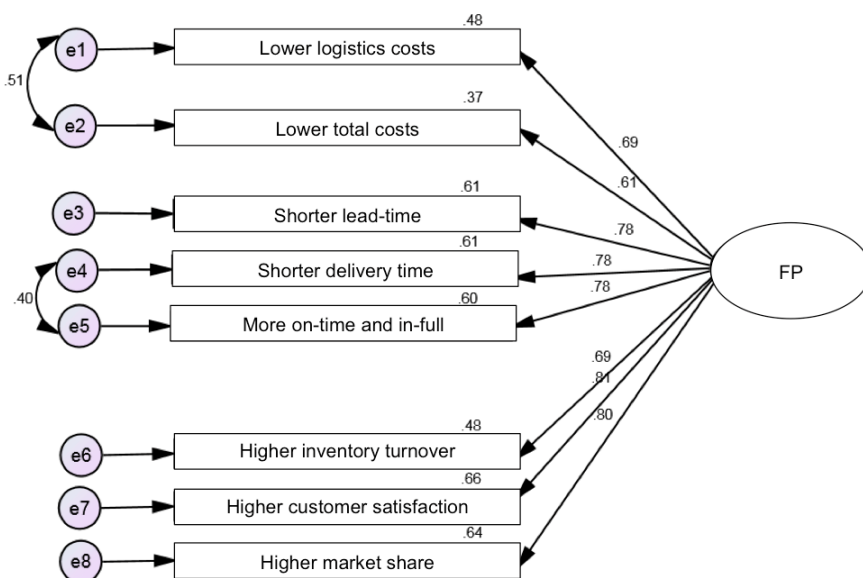 .48
e1
Lower logistics costs
.51
.37
e2
Lower total costs
.69
.61
.61
e3
Shorter lead-time
.78
.61
e4
Shorter delivery time
.78
FP
.40
.60
.78
e5
More on-time and in-full
.69
.81
.80
.48
e6
Higher inventory turnover
.66
e7
Higher customer satisfaction
.64
e8
Higher market share